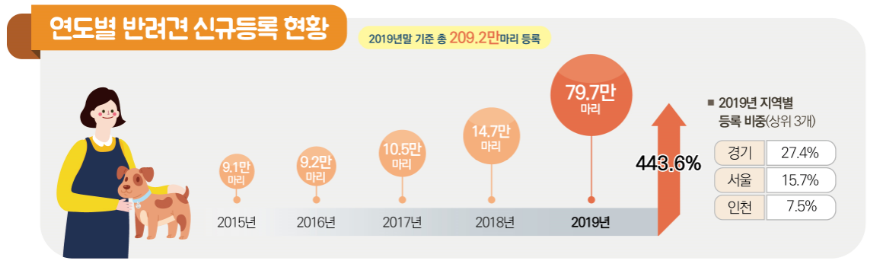 연도별 반려견 신규등록 현황
2019년말 기준 총 209.2만마리 등록
9.1만
마리
9.2만
마리
10.5만
마리
14.7만
마리
79.7만
마리
443.6%
2015년
2016년
2017년
2018년
2019년
■ 2019년 지역별
등록 비중(상위 3개)
경기 27.4%
서울 15.7%
인천 7.5%